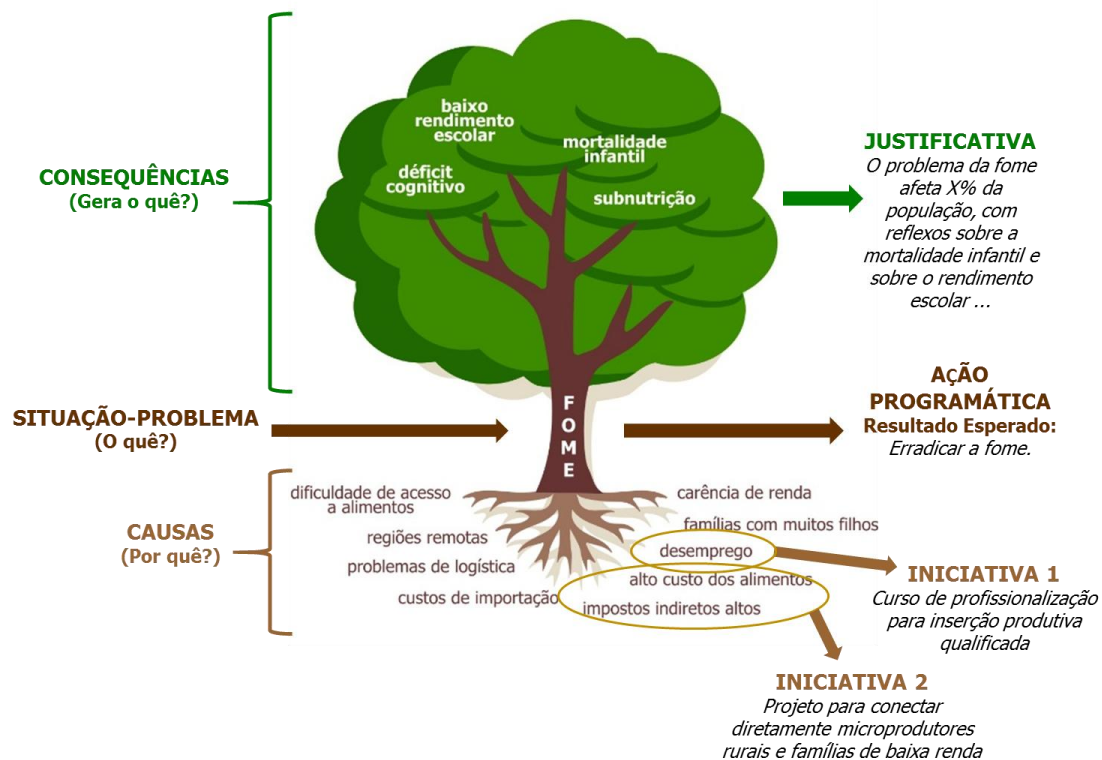 CONSEQUÊNCIAS
(Gera o quê?)
baixo
rendimento
escolar
mortalidade
infantil
déficit
cognitivo
subnutrição
JUSTIFICATIVA
O problema da fome
afeta X% da
população, com
reflexos sobre a
mortalidade infantil e
sobre o rendimento
escolar ...
SITUAÇÃO-PROBLEMA
(O quê?)
FOME
AÇÃO
PROGRAMÁTICA
Resultado Esperado:
Erradicar a fome.
CAUSAS
(Por quê?)
dificuldade de acesso
a alimentos
regiões remotas
problemas de logística
custos de importação
carência de renda
famílias com muitos filhos
desemprego
alto custo dos alimentos
impostos indiretos altos
INICIATIVA 1
Curso de profissionalização
para inserção produtiva
qualificada
INICIATIVA 2
Projeto para conectar
diretamente microprodutores
rurais e famílias de baixa renda